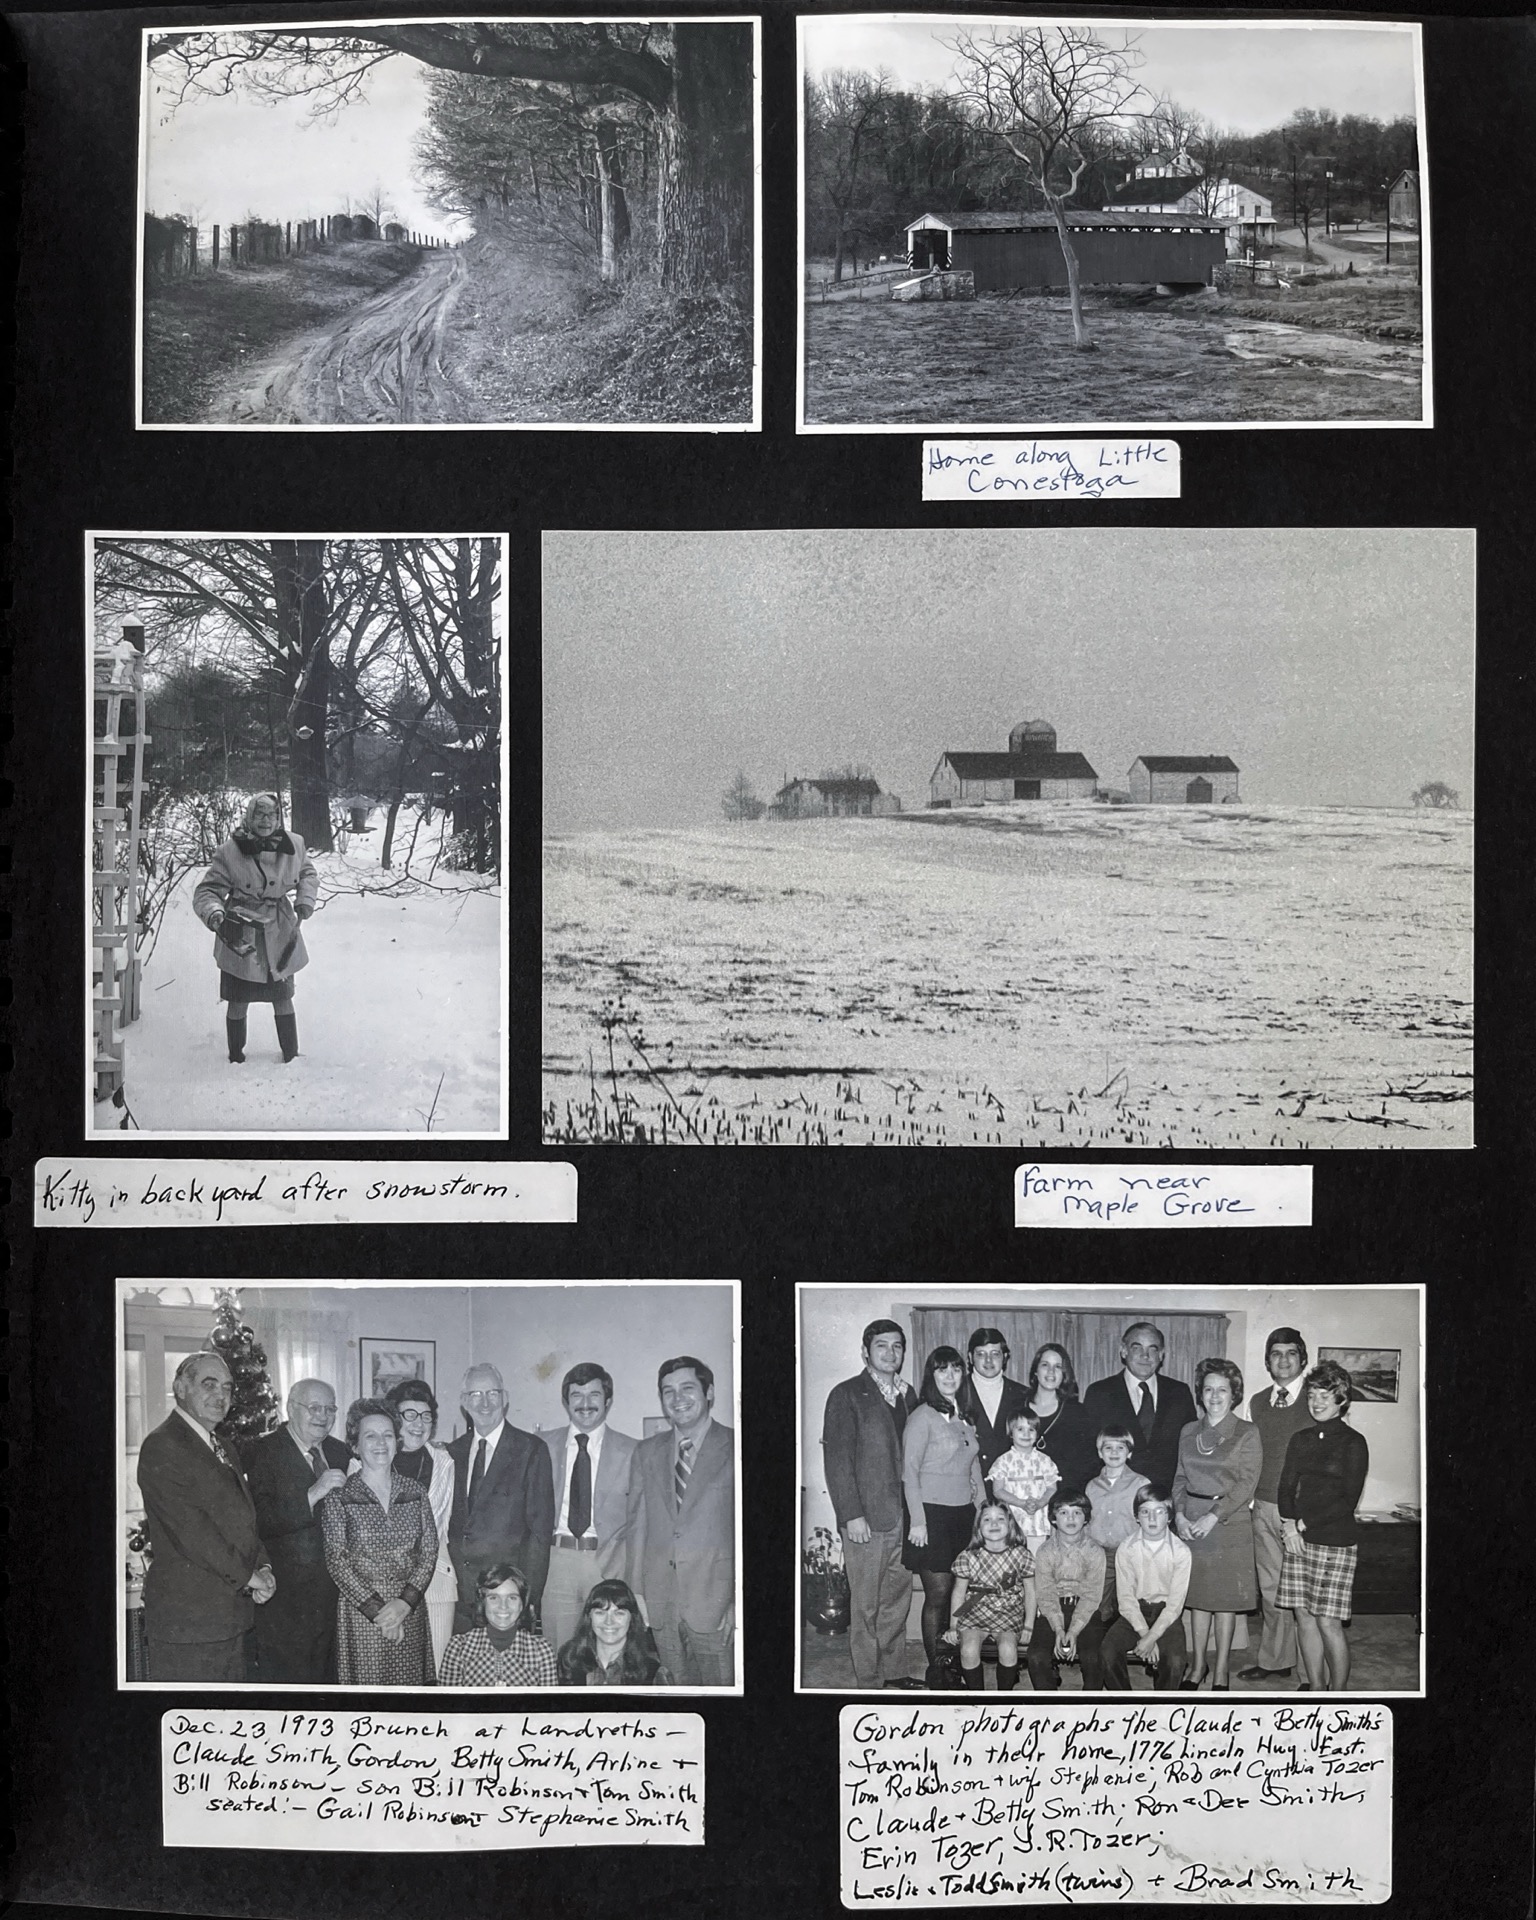 Home along Little
Conestoga
Kitty in back yard after snowstorm.
Farm near
Maple Grove.
Dec. 23 1973 Brunch at Landreths —
Claude Smith, Gordon, Betty Smith, Arline +
Bill Robinson — son Bill Robinson + Tom Smith
seated: — Gail Robinson + Stephanie Smith
Gordon photographs the Claude + Betty Smith's
family in their home, 1776 Lincoln Hwy. East.
Tom Robinson + wife Stephanie; Rob and Cynthia Tozer
Claude + Betty Smith; Ron + Dee Smith,
Erin Tozer, J.R. Tozer;
Leslie + Todd Smith (twins) + Brad Smith